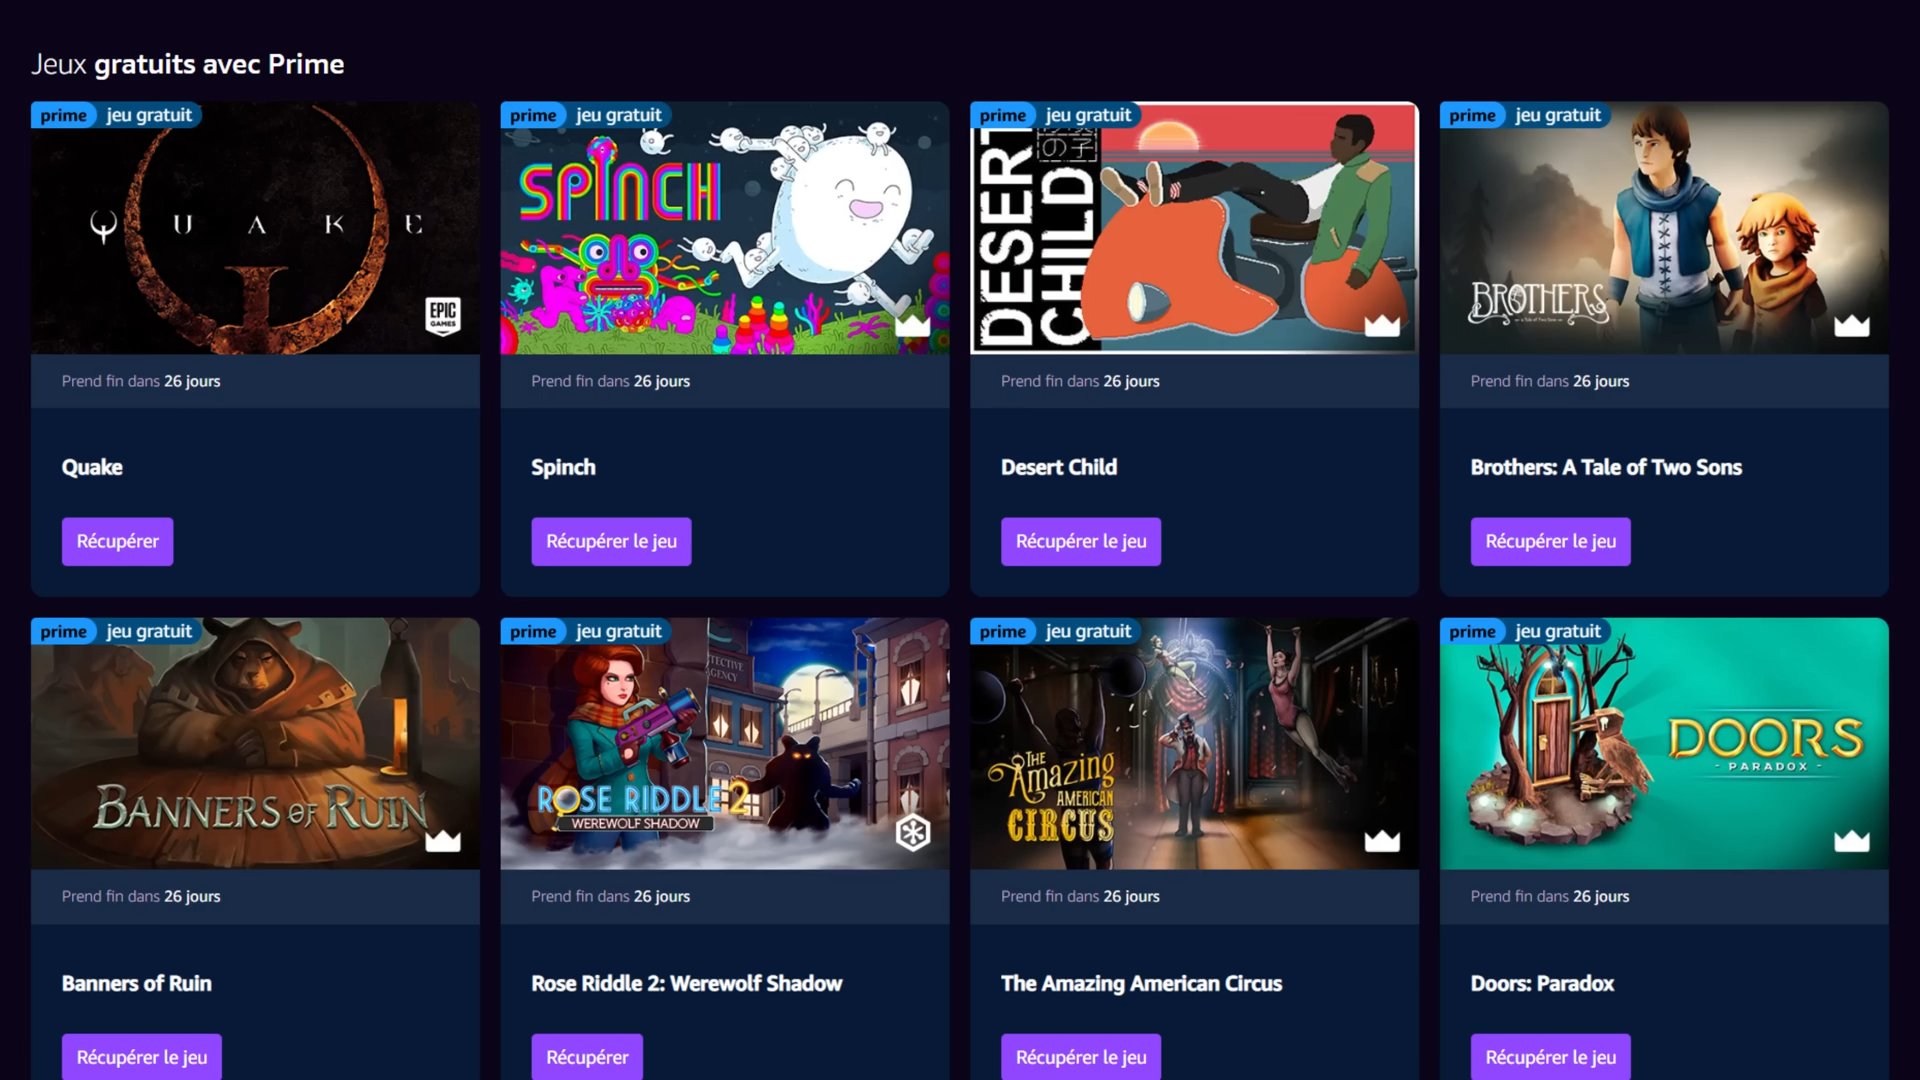 Jeux gratuits avec Prime
prime jeu gratuit
QUAKE
EPIC
GAMES
Prend fin dans 26 jours
Quake
Récupérer
prime jeu gratuit
SPINCH
Prend fin dans 26 jours
Spinch
Récupérer le jeu
prime jeu gratuit
DESERT
CHILD
の子
Prend fin dans 26 jours
Desert Child
Récupérer le jeu
prime jeu gratuit
BROTHERS
Prend fin dans 26 jours
Brothers: A Tale of Two Sons
Récupérer le jeu
prime jeu gratuit
BANNERS OF RUIN
Prend fin dans 26 jours
Banners of Ruin
Récupérer le jeu
prime jeu gratuit
ROSE RIDDLE 2
WEREWOLF SHADOW
Prend fin dans 26 jours
Rose Riddle 2: Werewolf Shadow
Récupérer
prime jeu gratuit
THE
Amazing
AMERICAN
CIRCUS
Prend fin dans 26 jours
The Amazing American Circus
Récupérer le jeu
prime jeu gratuit
DOORS
- PARADOX -
Prend fin dans 26 jours
Doors: Paradox
Récupérer le jeu